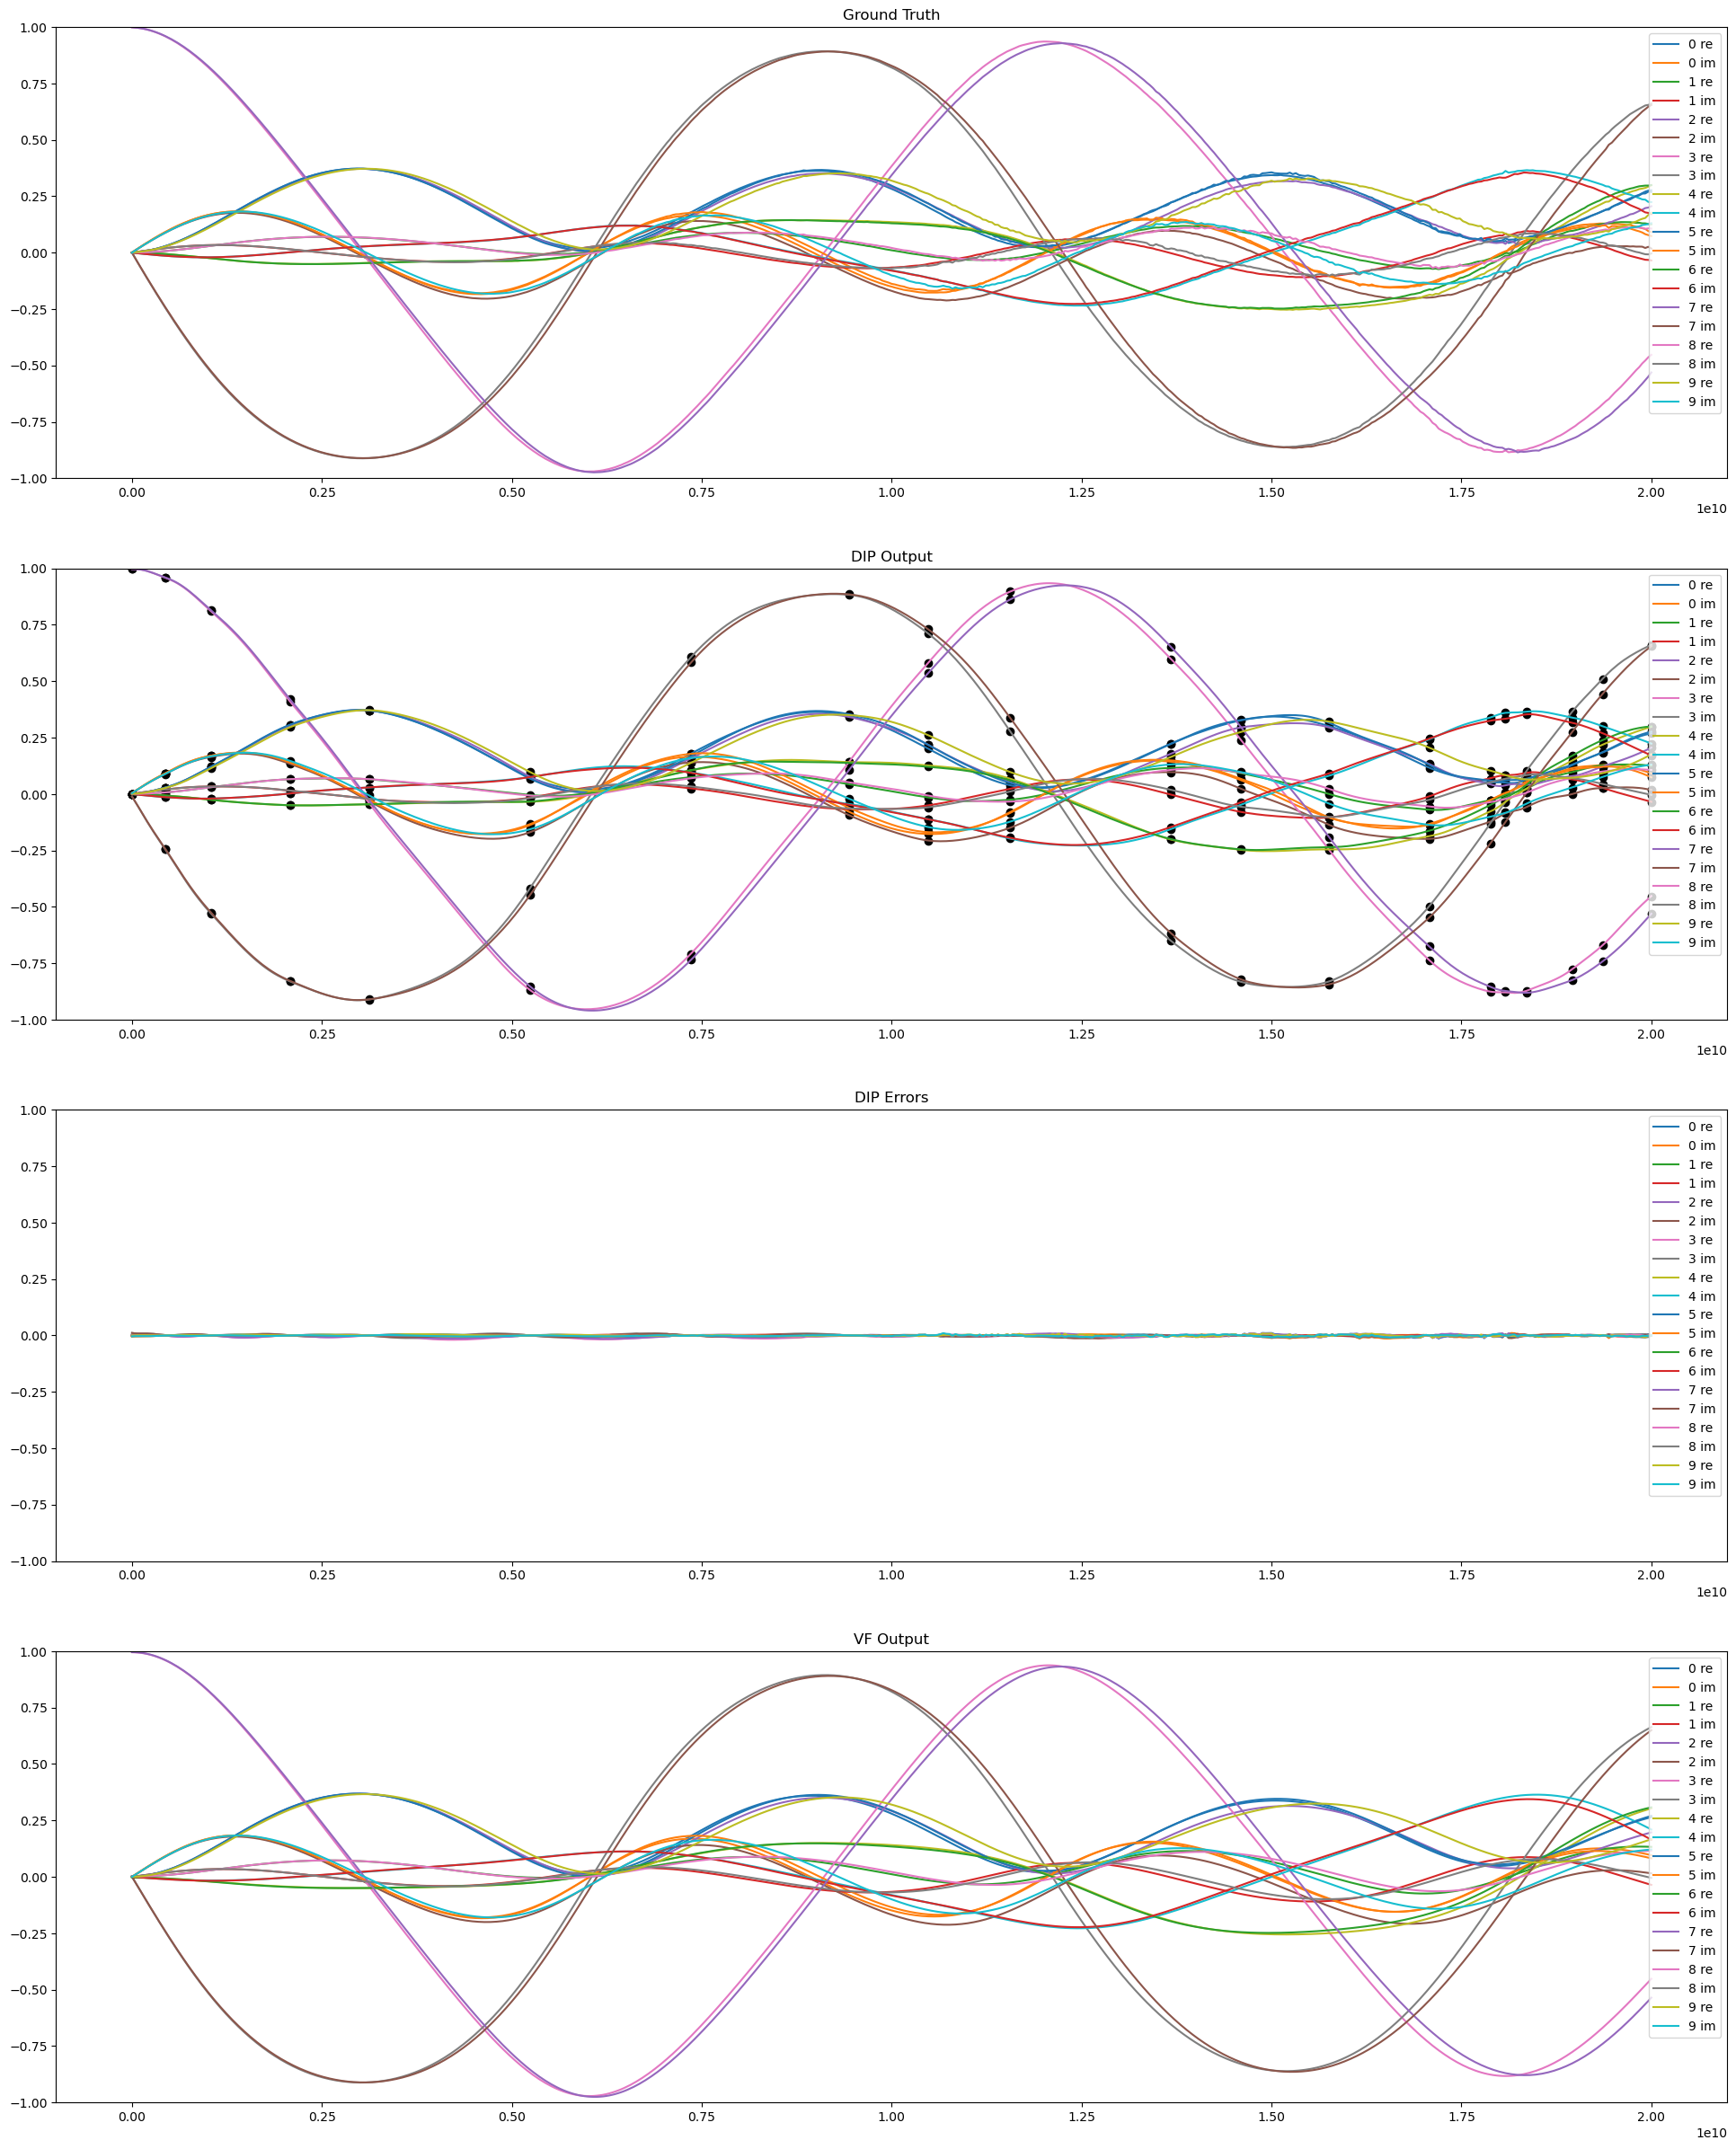 Ground Truth
1.00
0.75
0.50
0.25
0.00
−0.25
−0.50
−0.75
−1.00
0.00 0.25 0.50 0.75 1.00 1.25 1.50 1.75 2.00
1e10
0 re
0 im
1 re
1 im
2 re
2 im
3 re
3 im
4 re
4 im
5 re
5 im
6 re
6 im
7 re
7 im
8 re
8 im
9 re
9 im
DIP Output
1.00
0.75
0.50
0.25
0.00
−0.25
−0.50
−0.75
−1.00
0.00 0.25 0.50 0.75 1.00 1.25 1.50 1.75 2.00
1e10
0 re
0 im
1 re
1 im
2 re
2 im
3 re
3 im
4 re
4 im
5 re
5 im
6 re
6 im
7 re
7 im
8 re
8 im
9 re
9 im
DIP Errors
1.00
0.75
0.50
0.25
0.00
−0.25
−0.50
−0.75
−1.00
0.00 0.25 0.50 0.75 1.00 1.25 1.50 1.75 2.00
1e10
0 re
0 im
1 re
1 im
2 re
2 im
3 re
3 im
4 re
4 im
5 re
5 im
6 re
6 im
7 re
7 im
8 re
8 im
9 re
9 im
VF Output
1.00
0.75
0.50
0.25
0.00
−0.25
−0.50
−0.75
−1.00
0.00 0.25 0.50 0.75 1.00 1.25 1.50 1.75 2.00
1e10
0 re
0 im
1 re
1 im
2 re
2 im
3 re
3 im
4 re
4 im
5 re
5 im
6 re
6 im
7 re
7 im
8 re
8 im
9 re
9 im